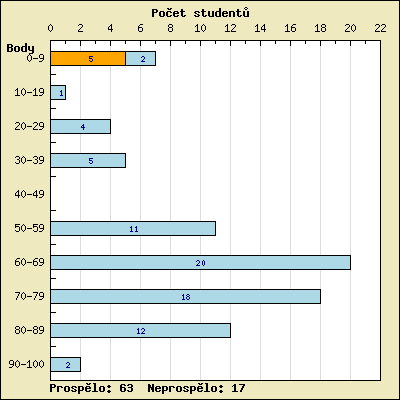 Počet studentů
0 2 4 6 8 10 12 14 16 18 20 22
Body
0-9 5 2
10-19 1
20-29 4
30-39 5
40-49
50-59 11
60-69 20
70-79 18
80-89 12
90-100 2
Prospělo: 63 Neprospělo: 17